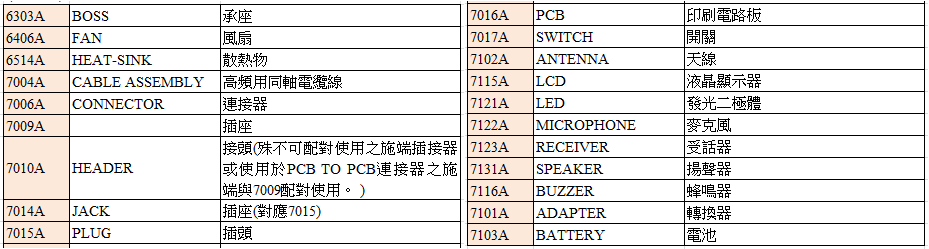 6303A BOSS 承座
6406A FAN 風扇
6514A HEAT-SINK 散熱物
7004A CABLE ASSEMBLY 高頻用同軸電纜線
7006A CONNECTOR 連接器
7009A 插座
7010A HEADER 接頭(殊不可配對使用之施端插接器
或使用於PCB TO PCB連接器之施
端與7009配對使用。)
7014A JACK 插座(對應7015)
7015A PLUG 插頭
7016A PCB 印刷電路板
7017A SWITCH 開關
7102A ANTENNA 天線
7115A LCD 液晶顯示器
7121A LED 發光二極體
7122A MICROPHONE 麥克風
7123A RECEIVER 受話器
7131A SPEAKER 揚聲器
7116A BUZZER 蜂鳴器
7101A ADAPTER 轉換器
7103A BATTERY 電池